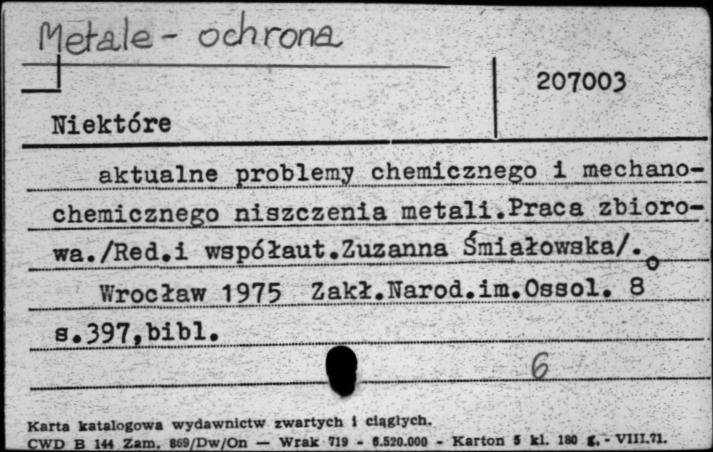 Metale - ochrona
207003
Niektóre
aktualne problemy chemicznego i mechano-
chemicznego niszczenia metali.Praca zbioro-
wa./Red.i współaut.Zuzanna Śmiałowska/.
Wrocław 1975 Zakł.Narod.im.Ossol. 8°
s.397,bibl.
6
Karta katalogowa wydawnictw zwartych i ciągłych.
CWD B 144 Zam. 869/Dw/On — Wrak 719 - 6.520.000 - Karton 5 kl. 180 g. - VIII.71.